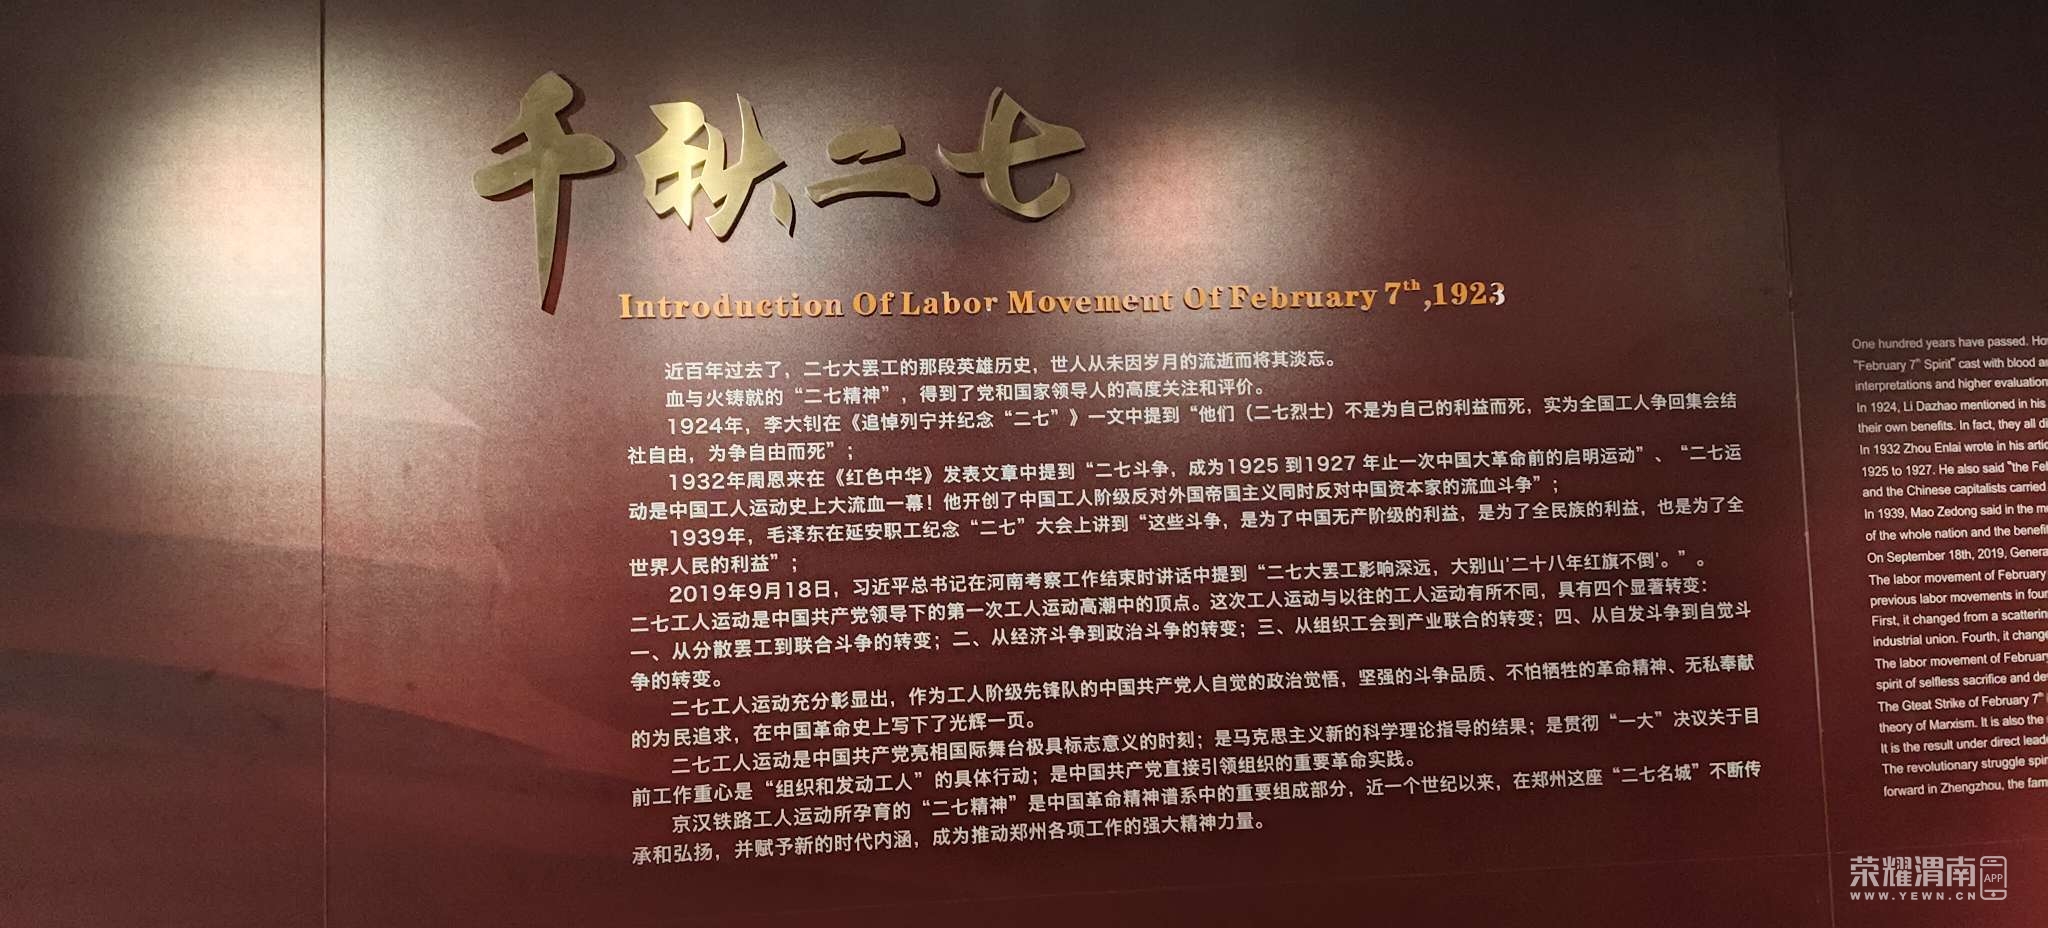 千秋二七
Introduction Of Labor Movement Of February 7th,1923
近百年过去了，二七大罢工的那段英雄历史，世人从未因岁月的流逝而将其淡忘。
血与火铸就的“二七精神”，得到了党和国家领导人的高度关注和评价。
1924年，李大钊在《追悼列宁并纪念“二七”》一文中提到“他们（二七烈士）不是为自己的利益而死，实为全国工人争回集会结
社自由，为争自由而死”；
1932年周恩来在《红色中华》发表文章中提到“二七斗争，成为1925 到1927 年止一次中国大革命前的启明运动”、“二七运
动是中国工人运动史上大流血一幕！他开创了中国工人阶级反对外国帝国主义同时反对中国资本家的流血斗争”；
1939年，毛泽东在延安职工纪念“二七”大会上讲到“这些斗争，是为了中国无产阶级的利益，是为了全民族的利益，也是为了全
世界人民的利益”；
2019年9月18日，习近平总书记在河南考察工作结束时讲话中提到“二七大罢工影响深远，大别山'二十八年红旗不倒'。”。
二七工人运动是中国共产党领导下的第一次工人运动高潮中的顶点。这次工人运动与以往的工人运动有所不同，具有四个显著转变：
一、从分散罢工到联合斗争的转变；二、从经济斗争到政治斗争的转变；三、从组织工会到产业联合的转变；四、从自发斗争到自觉斗
争的转变。
二七工人运动充分彰显出，作为工人阶级先锋队的中国共产党人自觉的政治觉悟，坚强的斗争品质、不怕牺牲的革命精神、无私奉献
的为民追求，在中国革命史上写下了光辉一页。
二七工人运动是中国共产党亮相国际舞台极具标志意义的时刻；是马克思主义新的科学理论指导的结果；是贯彻“一大”决议关于目
前工作重心是“组织和发动工人”的具体行动；是中国共产党直接引领组织的重要革命实践。
京汉铁路工人运动所孕育的“二七精神”是中国革命精神谱系中的重要组成部分，近一个世纪以来，在郑州这座“二七名城”不断传
承和弘扬，并赋予新的时代内涵，成为推动郑州各项工作的强大精神力量。
One hundred years have passed.
"February 7th Spirit" cast with blood
interpretations and higher evaluation
In 1924, Li Dazhao mentioned in his
their own benefits. In fact, they all
In 1932 Zhou Enlai wrote in his
1925 to 1927. He also said "the
and the Chinese capitalists carried
In 1939, Mao Zedong said in the
of the whole nation and the
On September 18th, 2019,
The labor movement of February
previous labor movements in
First, it changed from a
industrial union. Fourth, it
The labor movement of February
spirit of selfless sacrifice and
The Gteat Strike of February 7th
theory of Marxism. It is also the
It is the result under direct
The revolutionary struggle
forward in Zhengzhou, the
荣耀渭南 APP
WWW.YEWN.CN